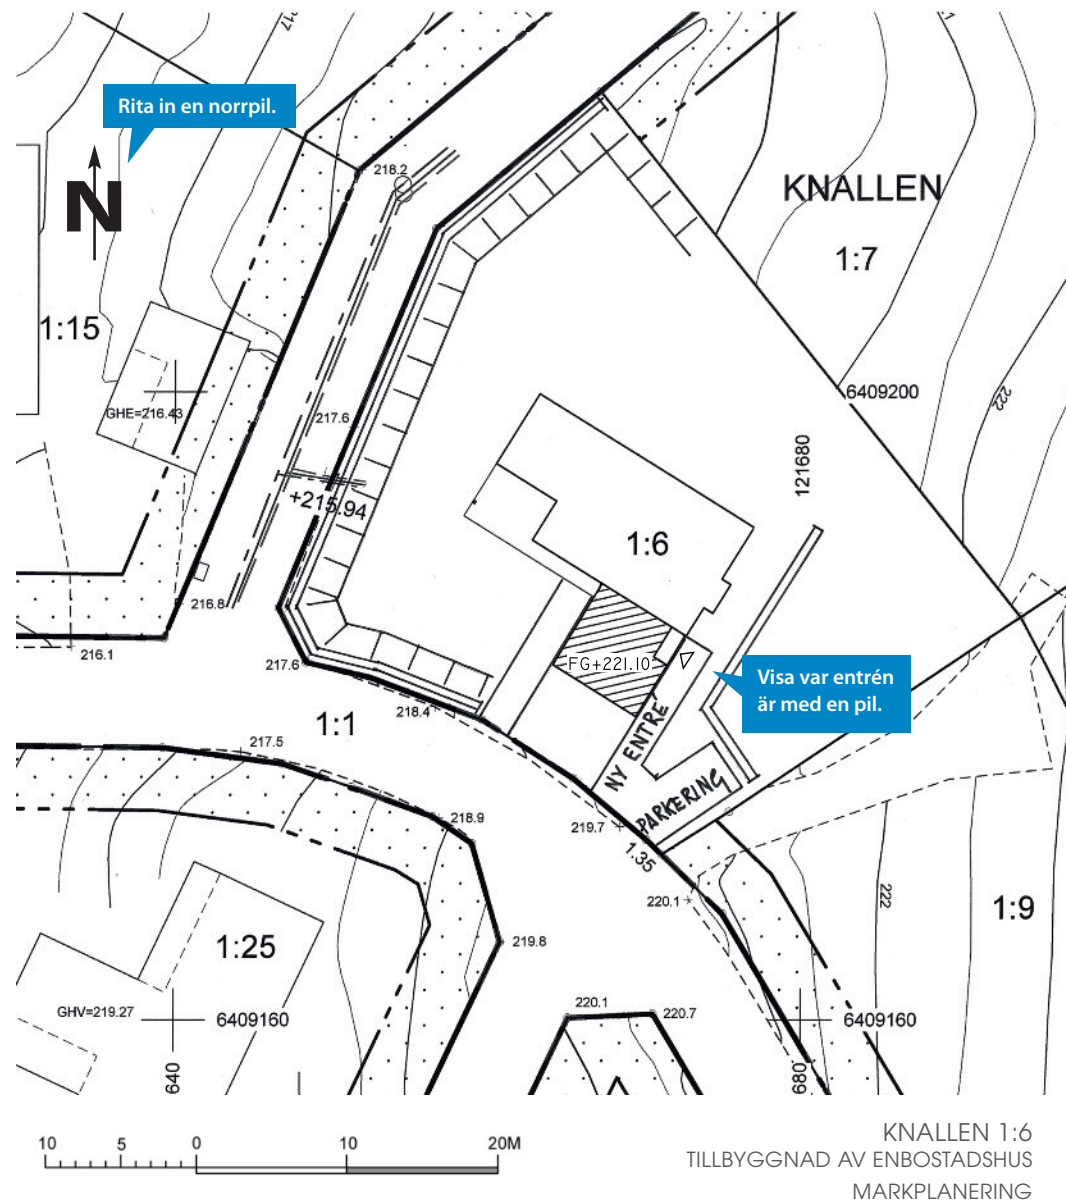 217
Rita in en norrpil.
218.2
N
KNALLEN
1:7
1:15
6409200
222
GHE=216.43
217.6
121680
+215.94
1:6
216.8
216.1
217.6
FG+221.10
Visa var entrén
är med en pil.
218.4
1:1
217.5
NY ENTRÉ
PARKERING
218.9
219.7
1.35
220.1
222
1:9
219.8
1:25
GHV=219.27
6409160
220.1
220.7
6409160
640
680
10 5 0 10 20M
KNALLEN 1:6
TILLBYGGNAD AV ENBOSTADSHUS
MARKPLANERING